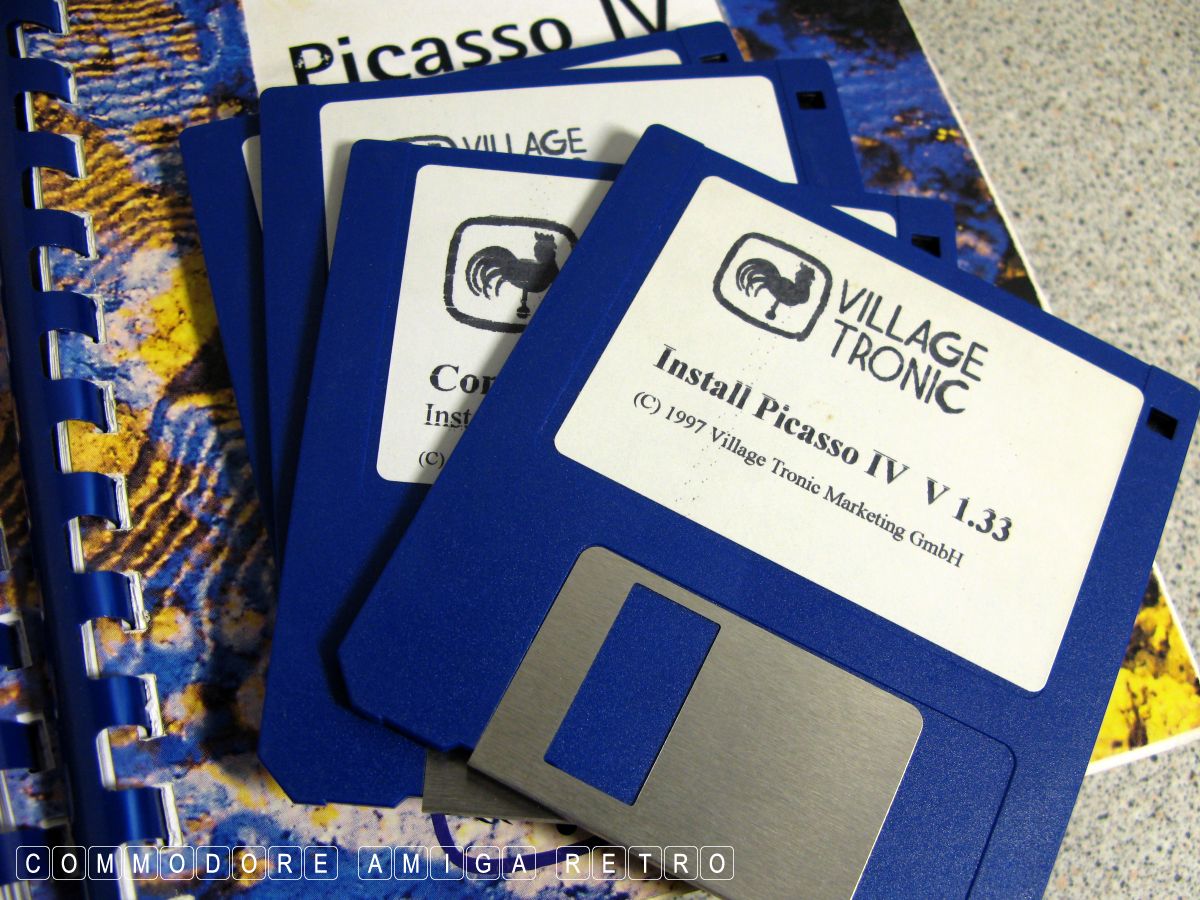 Picasso IV
VILLAGE
Install Picasso IV V 1.33
(C) 1997 Village Tronic Marketing GmbH
VILLAGE
TRONIC
(C)
COMMODORE AMIGA RETRO